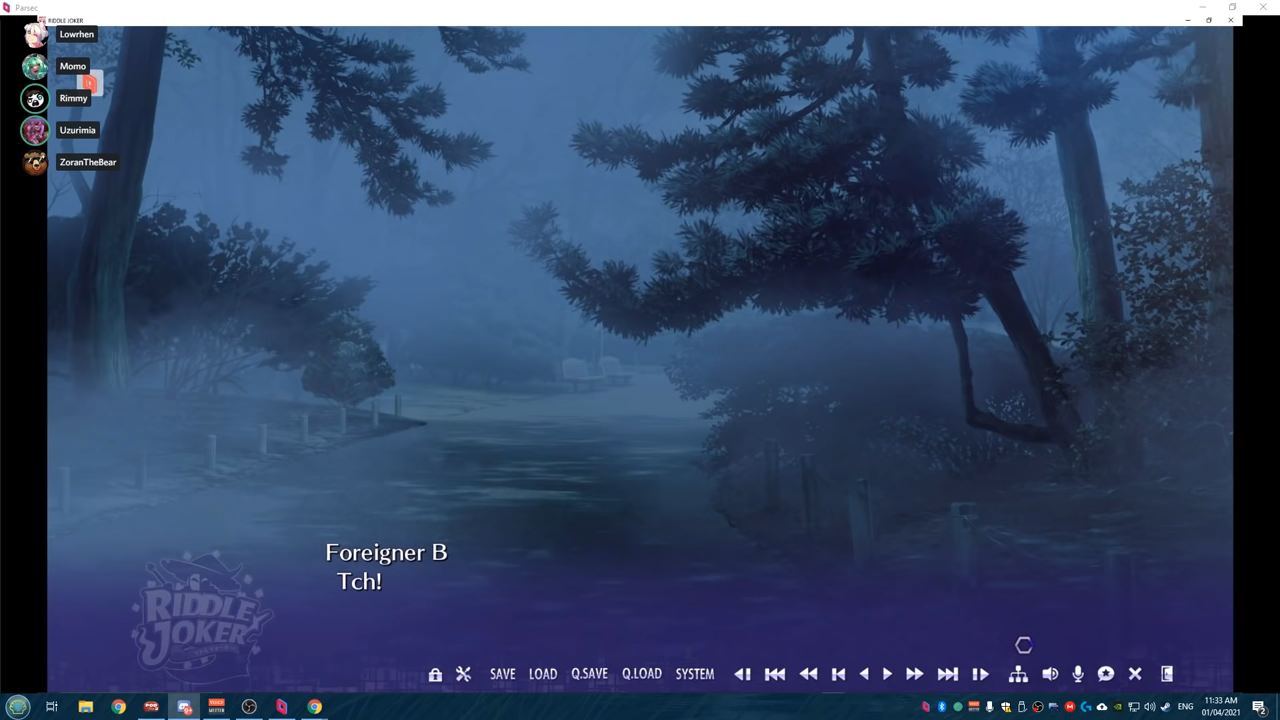 Parsec
RIDDLE JOKER
Lowrhen
Momo
Rimmy
Uzurimia
ZoranTheBear
Foreigner B
Tch!
RIDDLE
JOKER
SAVE LOAD Q.SAVE Q.LOAD SYSTEM
ENG
11:33 AM
01/04/2021